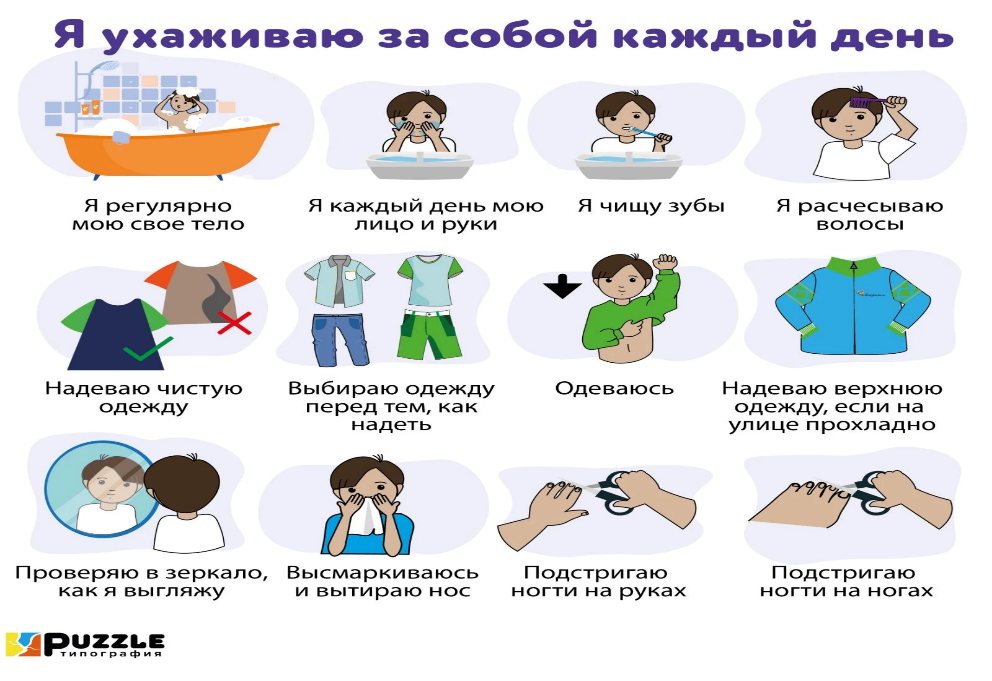 Я ухаживаю за собой каждый день
Я регулярно
мою свое тело
Я каждый день мою
лицо и руки
Я чищу зубы
Я расчесываю
волосы
Надеваю чистую
одежду
Выбираю одежду
перед тем, как
надеть
Одеваюсь
Надеваю верхнюю
одежду, если на
улице прохладно
Проверяю в зеркало,
как я выгляжу
Высмаркиваюсь
и вытираю нос
Подстригаю
ногти на руках
Подстригаю
ногти на ногах
PUZZLE
типография